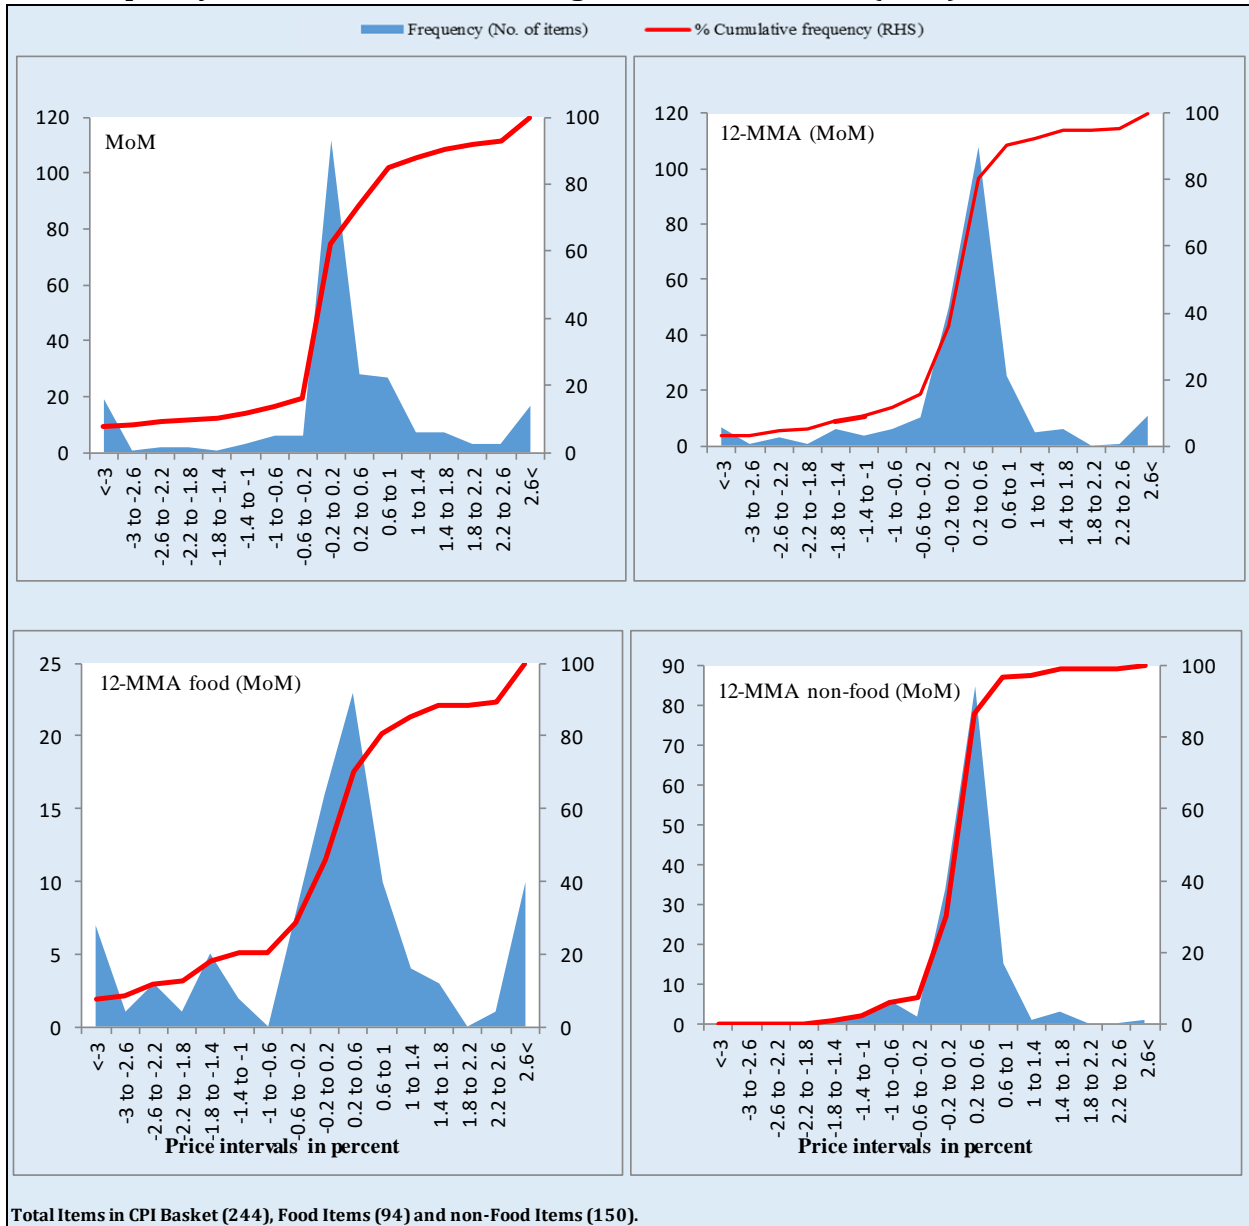 Frequency (No. of items) % Cumulative frequency (RHS)
MoM
120
100
80
60
40
20
0
100
80
60
40
20
0
<-3
-3 to -2.6
-2.6 to -2.2
-2.2 to -1.8
-1.8 to -1.4
-1.4 to -1
-1 to -0.6
-0.6 to -0.2
-0.2 to 0.2
0.2 to 0.6
0.6 to 1
1 to 1.4
1.4 to 1.8
1.8 to 2.2
2.2 to 2.6
2.6<
12-MMA (MoM)
120
100
80
60
40
20
0
100
80
60
40
20
0
<-3
-3 to -2.6
-2.6 to -2.2
-2.2 to -1.8
-1.8 to -1.4
-1.4 to -1
-1 to -0.6
-0.6 to -0.2
-0.2 to 0.2
0.2 to 0.6
0.6 to 1
1 to 1.4
1.4 to 1.8
1.8 to 2.2
2.2 to 2.6
2.6<
12-MMA food (MoM)
25
20
15
10
5
0
100
80
60
40
20
0
<-3
-3 to -2.6
-2.6 to -2.2
-2.2 to -1.8
-1.8 to -1.4
-1.4 to -1
-1 to -0.6
-0.6 to -0.2
-0.2 to 0.2
0.2 to 0.6
0.6 to 1
1 to 1.4
1.4 to 1.8
1.8 to 2.2
2.2 to 2.6
2.6<
Price intervals in percent
12-MMA non-food (MoM)
90
80
70
60
50
40
30
20
10
0
100
80
60
40
20
0
<-3
-3 to -2.6
-2.6 to -2.2
-2.2 to -1.8
-1.8 to -1.4
-1.4 to -1
-1 to -0.6
-0.6 to -0.2
-0.2 to 0.2
0.2 to 0.6
0.6 to 1
1 to 1.4
1.4 to 1.8
1.8 to 2.2
2.2 to 2.6
2.6<
Price intervals in percent
Total Items in CPI Basket (244), Food Items (94) and non-Food Items (150).